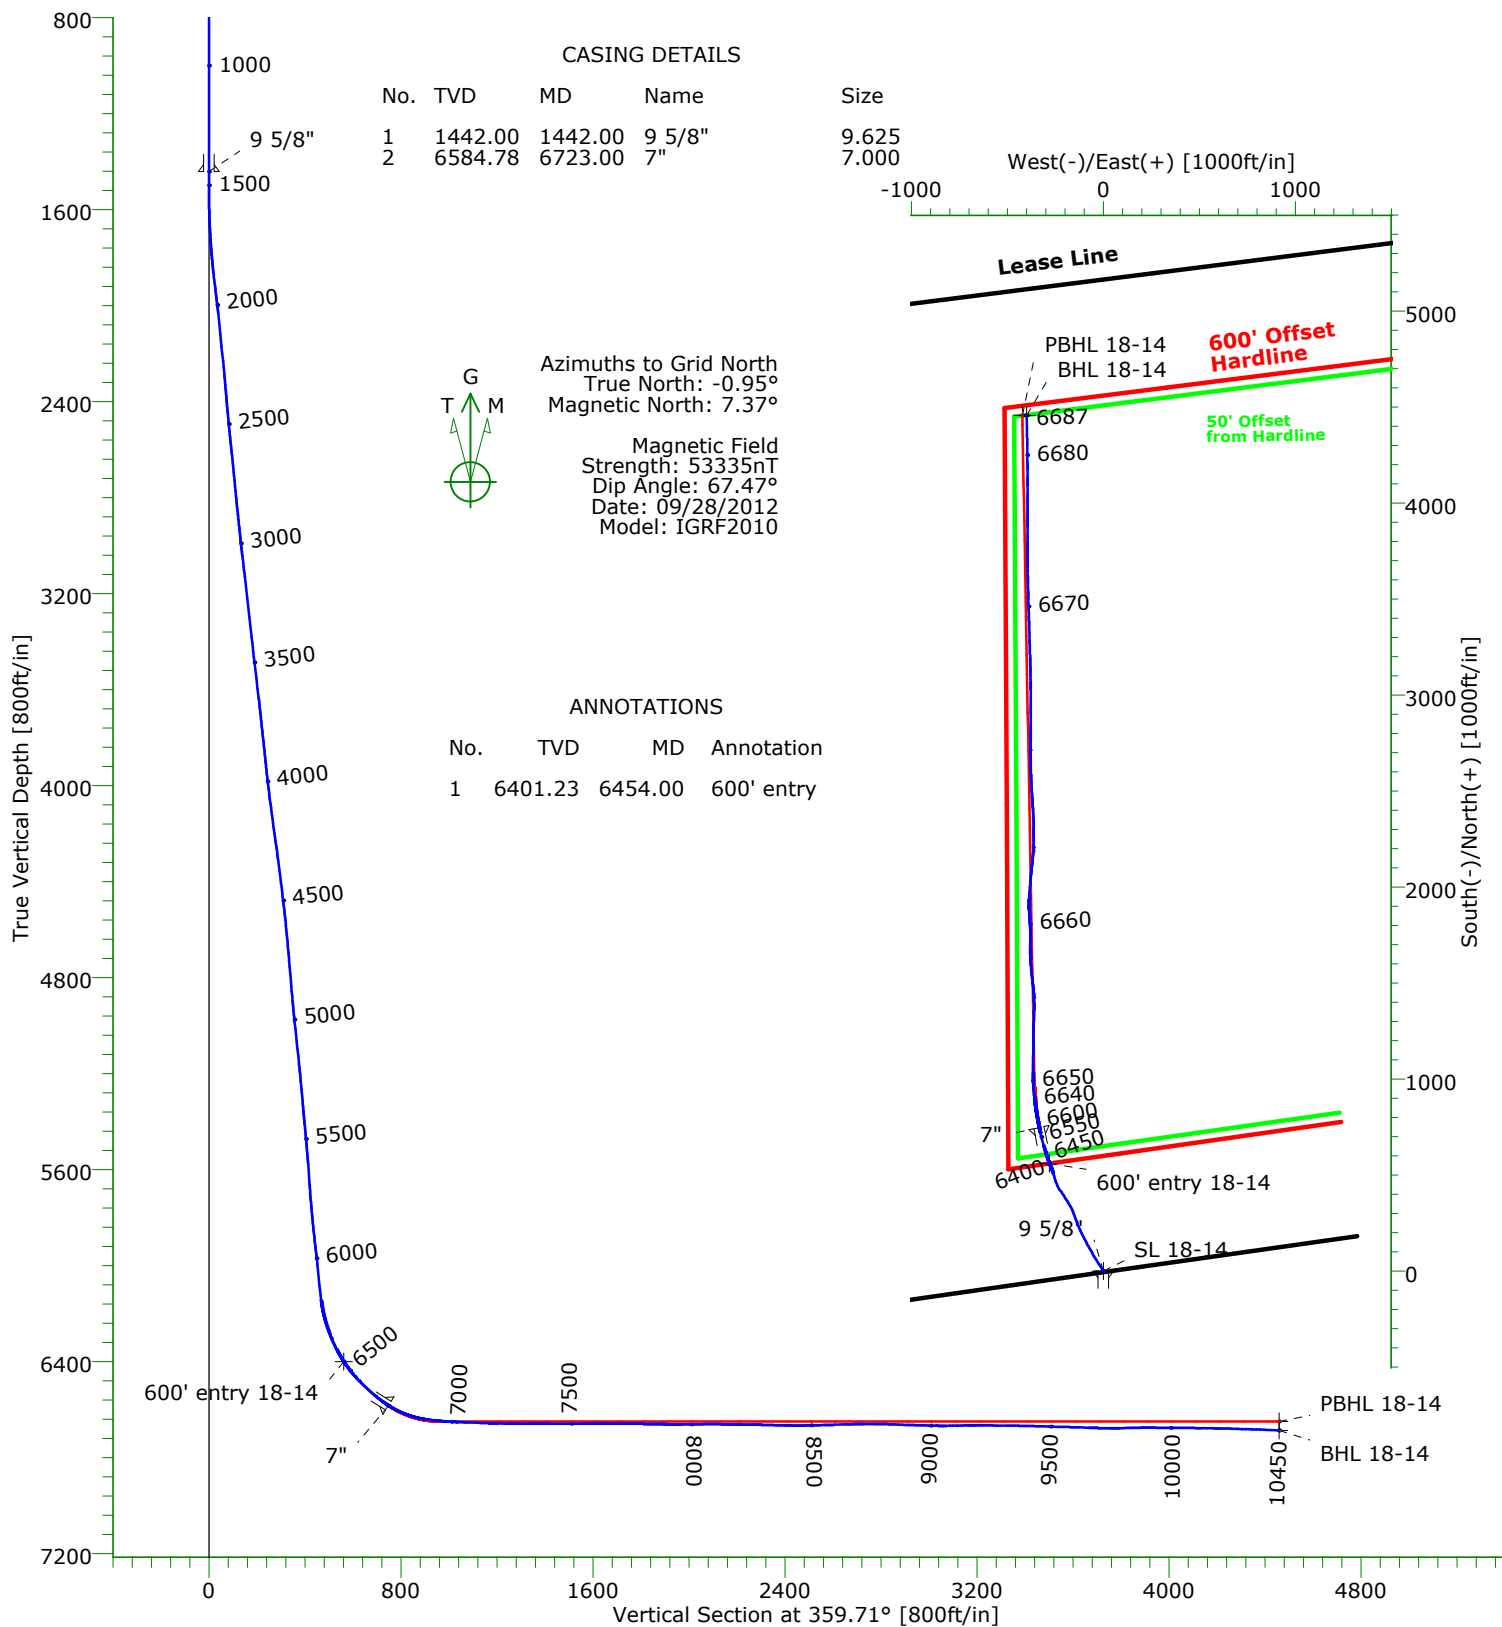 CASING DETAILS
No. TVD MD Name Size
1 1442.00 1442.00 9 5/8" 9.625
2 6584.78 6723.00 7" 7.000
800
1600
2400
3200
4000
4800
5600
6400
7200
True Vertical Depth [800ft/in]
1000
9 5/8"
1500
2000
2500
3000
3500
4000
4500
5000
5500
6000
6500
600' entry 18-14
7"
7000
7500
8000
8500
9000
9500
10000
10450
PBHL 18-14
BHL 18-14
0
800
1600
2400
3200
4000
4800
Vertical Section at 359.71° [800ft/in]
G
T M
Azimuths to Grid North
True North: -0.95°
Magnetic North: 7.37°
Magnetic Field
Strength: 53335nT
Dip Angle: 67.47°
Date: 09/28/2012
Model: IGRF2010
ANNOTATIONS
No. TVD MD Annotation
1 6401.23 6454.00 600' entry
West(-)/East(+) [1000ft/in]
-1000
0
1000
Lease Line
600' Offset
Hardline
50' Offset
from Hardline
PBHL 18-14
BHL 18-14
6687
6680
6670
6660
6650
6640
6600
6550
6450
6400
7"
600' entry 18-14
9 5/8"
SL 18-14
5000
4000
3000
2000
1000
0
South(-)/North(+) [1000ft/in]